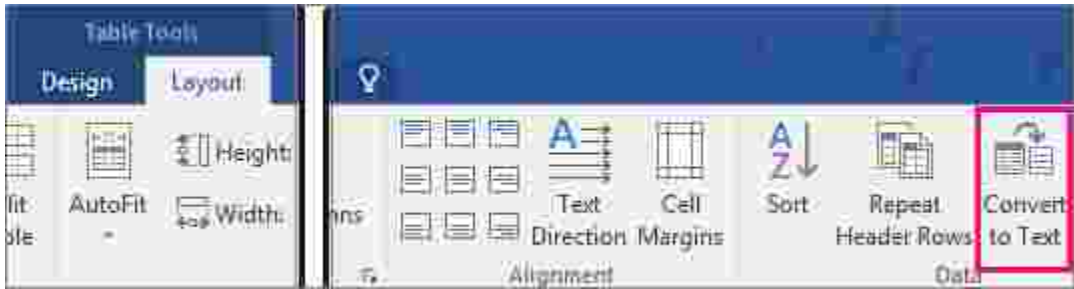 Table Tools
Design Layout
Height:
Width:
lit
ble
AutoFit
nns
Text
Direction
Cell
Margins
Alignment
A
Z
Sort
Repeat
Header Rows
Convert
to Text
Data